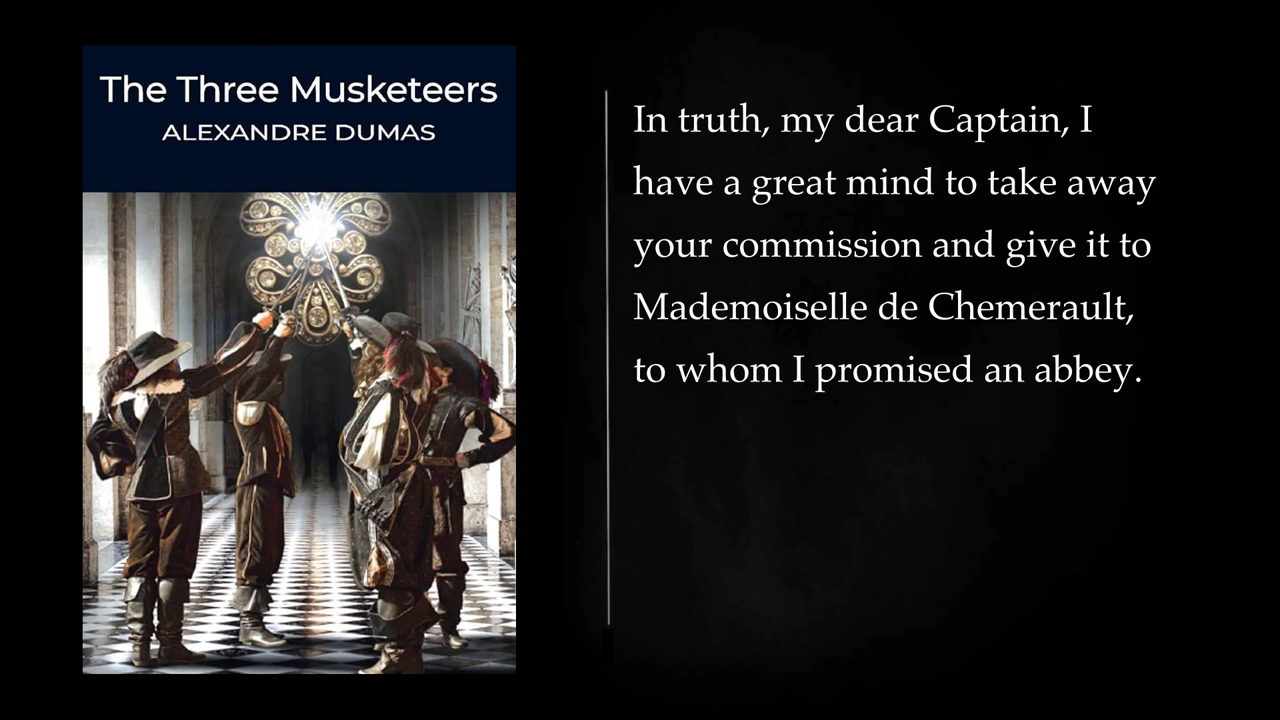 The Three Musketeers
ALEXANDRE DUMAS
In truth, my dear Captain, I
have a great mind to take away
your commission and give it to
Mademoiselle de Chemerault,
to whom I promised an abbey.